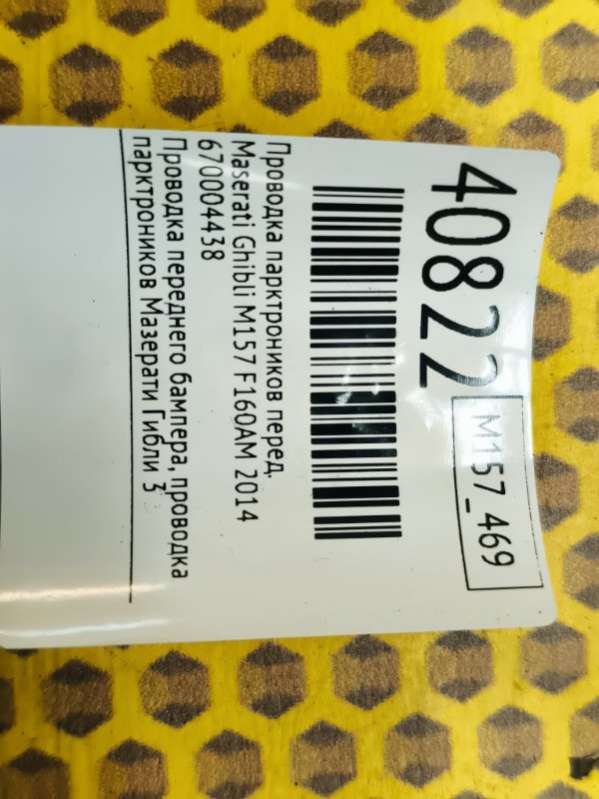 40822
M157_469
Проводка парктроников перед.
Maserati Ghibli M157 F160AM 2014
670004438
Проводка переднего бампера, проводка
парктроников Мазерати Гибли 3